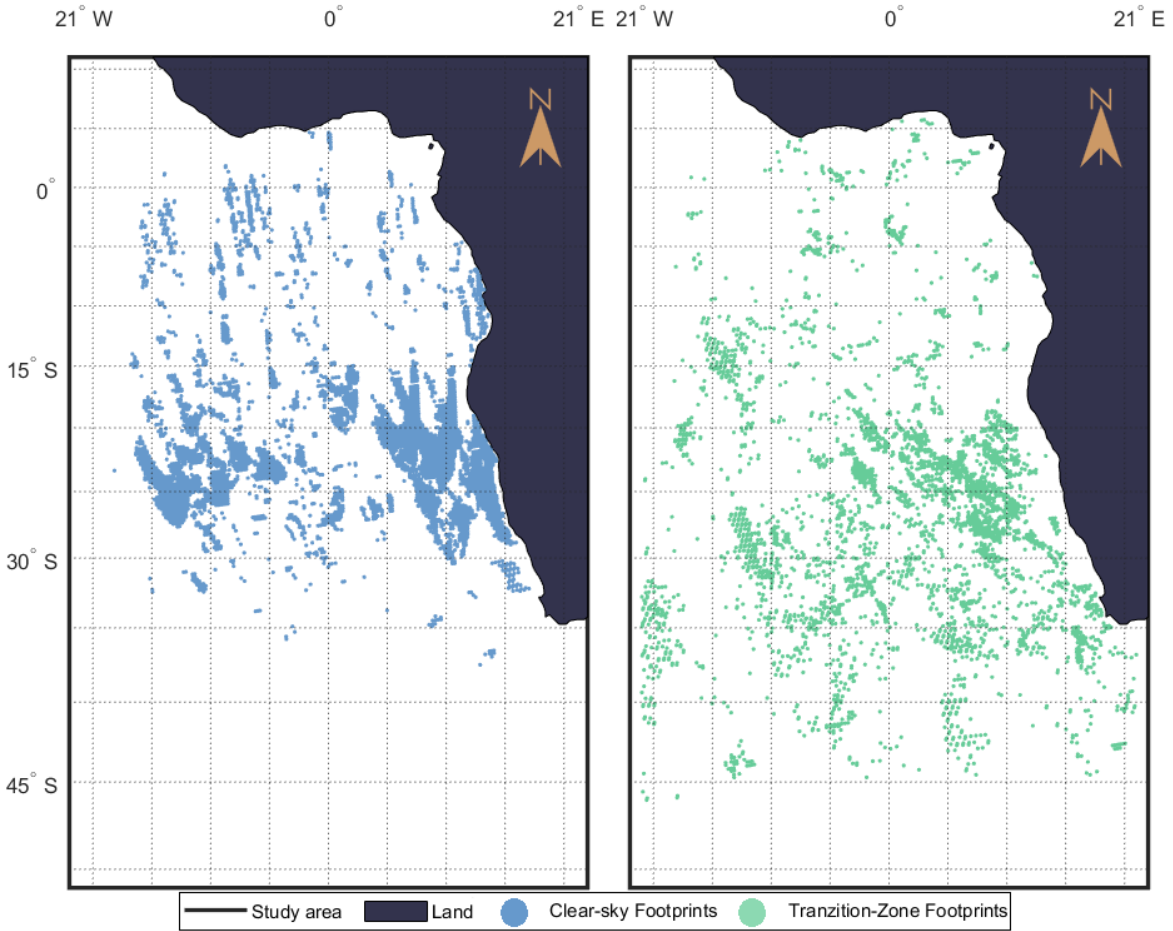 21° W 0° 21° E 21° W 0° 21° E
N N
0°
15° S
30° S
45° S
Study area Land Clear-sky Footprints Tranzition-Zone Footprints